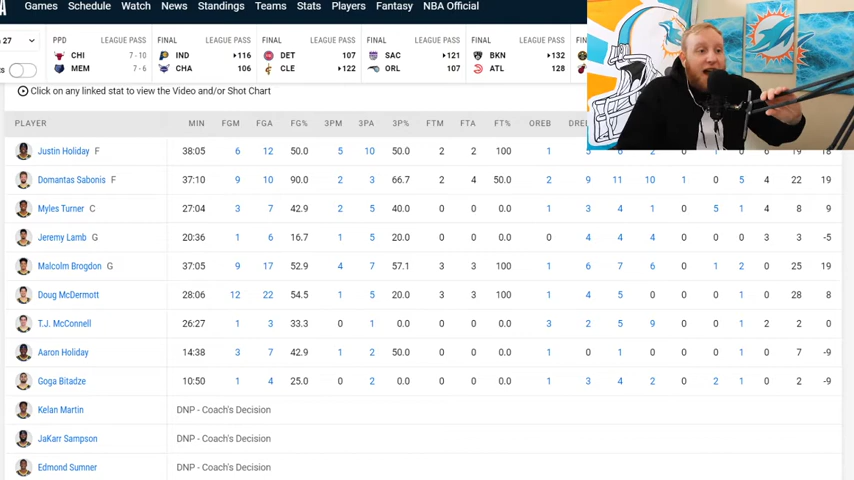 Games Schedule Watch News Standings Teams Stats Players Fantasy NBA Official
27 PPD LEAGUE PASS FINAL LEAGUE PASS FINAL LEAGUE PASS FINAL LEAGUE PASS FINAL LEAGUE PASS FINAL
CHI 7 - 10 IND 116 DET 107 SAC 121 BKN 132
MEM 7 - 6 CHA 106 CLE 122 ORL 107 ATL 128
Click on any linked stat to view the Video and/or Shot Chart
PLAYER MIN FGM FGA FG% 3PM 3PA 3P% FTM FTA FT% OREB
Justin Holiday F 38:05 6 12 50.0 5 10 50.0 2 2 100 1
Domantas Sabonis F 37:10 9 10 90.0 2 3 66.7 2 4 50.0 2 9 11 10 1 0 5 4 22 19
Myles Turner C 27:04 3 7 42.9 2 5 40.0 0 0 0.0 1 3 4 1 0 5 1 4 8 9
Jeremy Lamb G 20:36 1 6 16.7 1 5 20.0 0 0 0.0 0 4 4 4 0 0 0 3 3 -5
Malcolm Brogdon G 37:05 9 17 52.9 4 7 57.1 3 3 100 1 6 7 6 0 1 2 0 25 19
Doug McDermott 28:06 12 22 54.5 1 5 20.0 3 3 100 1 4 5 0 0 0 1 0 28 8
T.J. McConnell 26:27 1 3 33.3 0 1 0.0 0 0 0.0 3 2 5 9 0 0 1 2 2 0
Aaron Holiday 14:38 3 7 42.9 1 2 50.0 0 0 0.0 1 0 1 0 0 0 1 0 7 -9
Goga Bitadze 10:50 1 4 25.0 0 2 0.0 0 0 0.0 1 3 4 2 0 2 1 0 2 -9
Kelan Martin DNP - Coach's Decision
JaKarr Sampson DNP - Coach's Decision
Edmond Sumner DNP - Coach's Decision